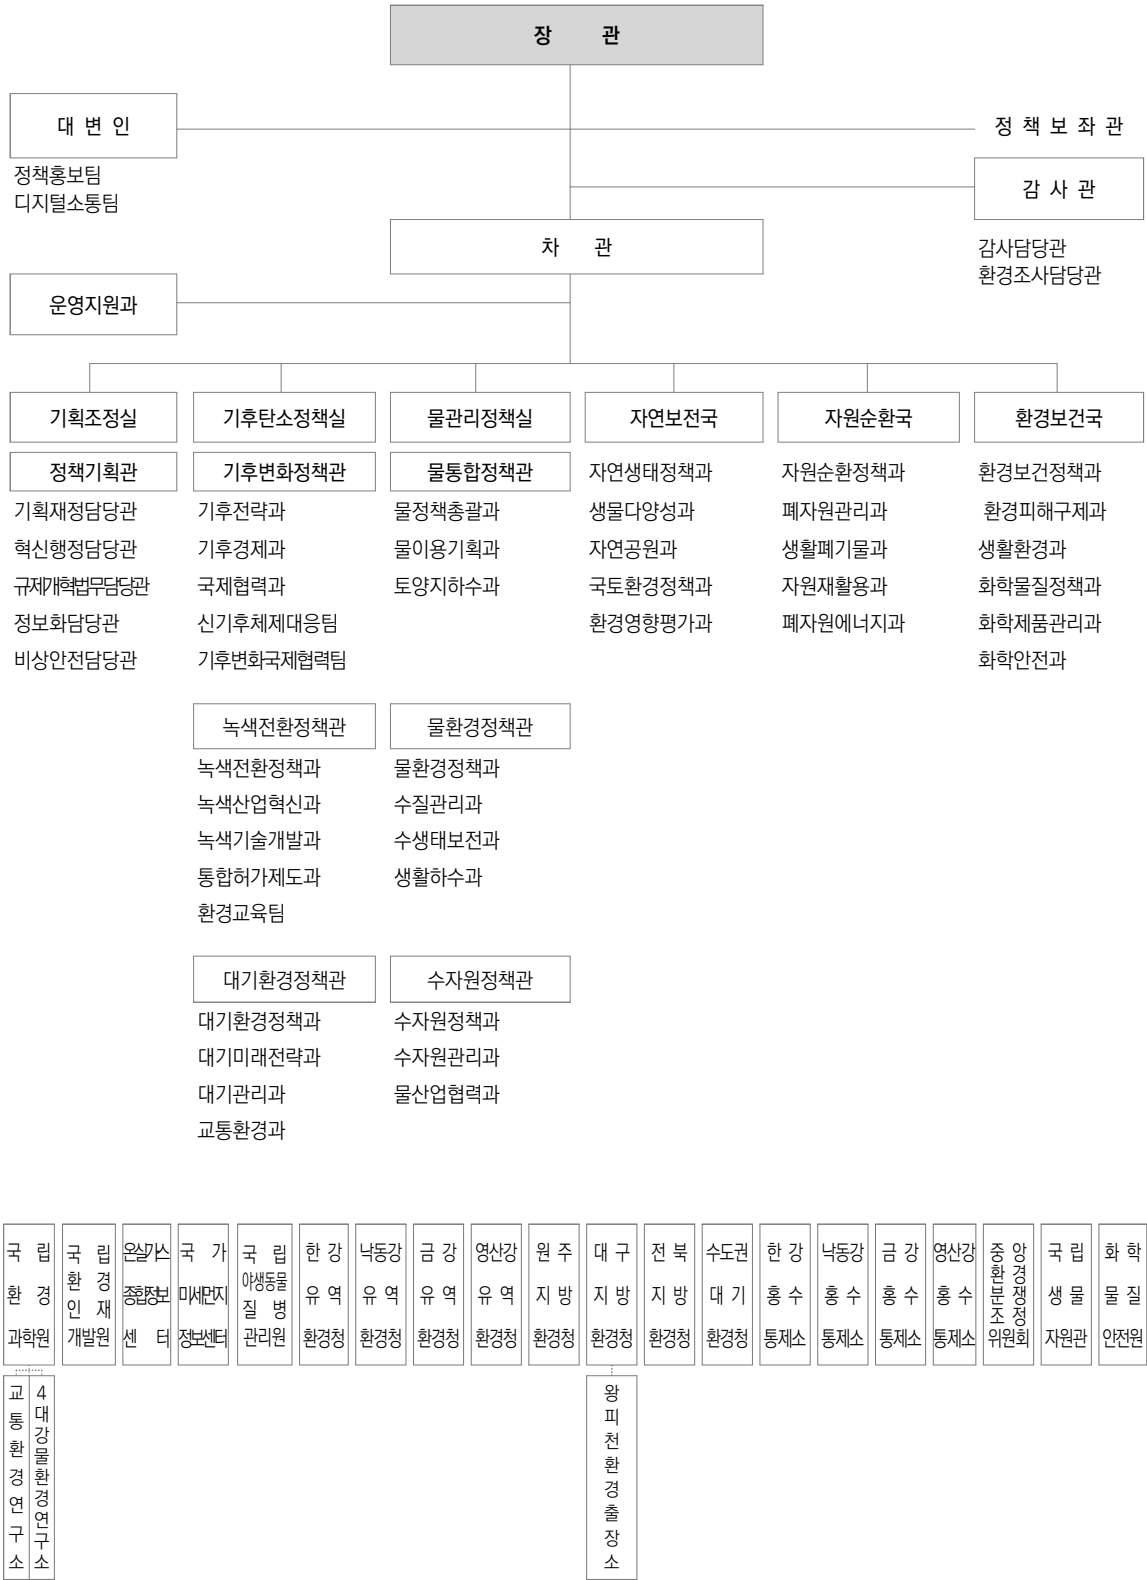 장 관
대 변 인
정책홍보팀
디지털소통팀
정 책 보 좌 관
감 사 관
감사담당관
환경조사담당관
차 관
운영지원과
기획조정실
정책기획관
기획재정담당관
혁신행정담당관
규제개혁법무담당관
정보화담당관
비상안전담당관
기후탄소정책실
기후변화정책관
기후전략과
기후경제과
국제협력과
신기후체제대응팀
기후변화국제협력팀
녹색전환정책관
녹색전환정책과
녹색산업혁신과
녹색기술개발과
통합허가제도과
환경교육팀
대기환경정책관
대기환경정책과
대기미래전략과
대기관리과
교통환경과
물관리정책실
물통합정책관
물정책총괄과
물이용기획과
토양지하수과
물환경정책관
물환경정책과
수질관리과
수생태보전과
생활하수과
수자원정책관
수자원정책과
수자원관리과
물산업협력과
자연보전국
자연생태정책과
생물다양성과
자연공원과
국토환경정책과
환경영향평가과
자원순환국
자원순환정책과
폐자원관리과
생활폐기물과
자원재활용과
폐자원에너지과
환경보건국
환경보건정책과
환경피해구제과
생활환경과
화학물질정책과
화학제품관리과
화학안전과
국 립
환 경
과학원
교통환경연구소
4대강물환경연구소
국 립
환 경
인 재
개발원
온실가스
종합정보
센 터
국 가
미세먼지
정보센터
국 립
야생동물
질 병
관리원
한 강
유 역
환경청
낙동강
유 역
환경청
금 강
유 역
환경청
영산강
유 역
환경청
원 주
지 방
환경청
대 구
지 방
환경청
왕피천환경출장소
전 북
지 방
환경청
수도권
대 기
환경청
한 강
홍 수
통제소
낙동강
홍 수
통제소
금 강
홍 수
통제소
영산강
홍 수
통제소
중 앙
환 경
분 쟁
조 정
위원회
국 립
생 물
자원관
화 학
물 질
안전원